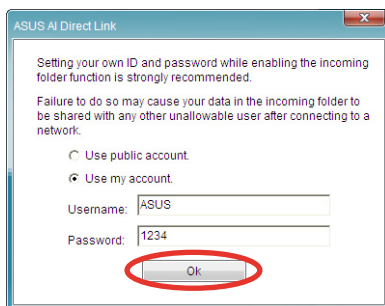 ASUS AI Direct Link
Setting your own ID and password while enabling the incoming
folder function is strongly recommended.
Failure to do so may cause your data in the incoming folder to
be shared with any other unallowable user after connecting to a
network.
Use public account.
Use my account.
Username: ASUS
Password: 1234
Ok